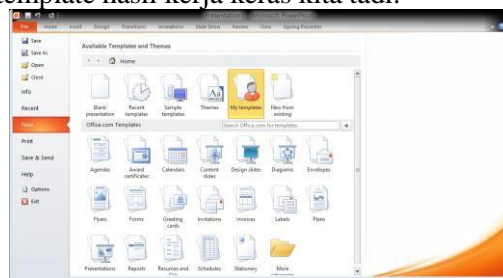 template hasil kerja keras kita tadi.
File Home Insert Design Transitions Animations Slide Show Review View iSpring Presenter
Save
Save As
Open
Close
Info
Recent
New
Print
Save & Send
Help
Options
Exit
Available Templates and Themes
Home
Blank presentation
Recent templates
Sample templates
Themes
My templates
New from existing
Office.com Templates
Search Office.com for templates
Agendas
Award certificates
Calendars
Content slides
Design slides
Diagrams
Envelopes
Flyers
Forms
Greeting cards
Invitations
Invoices
Labels
Plans
Presentations
Reports
Resumes and CVs
Schedules
Stationery
More